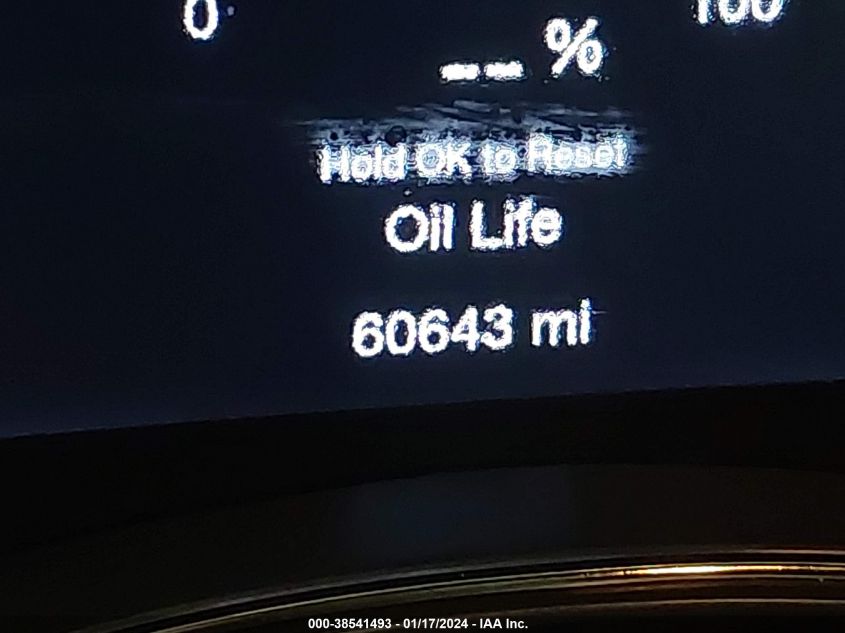 0 100
-- %
Hold OK to Reset
Oil Life
60643 mi
000-38541493 - 01/17/2024 - IAA Inc.